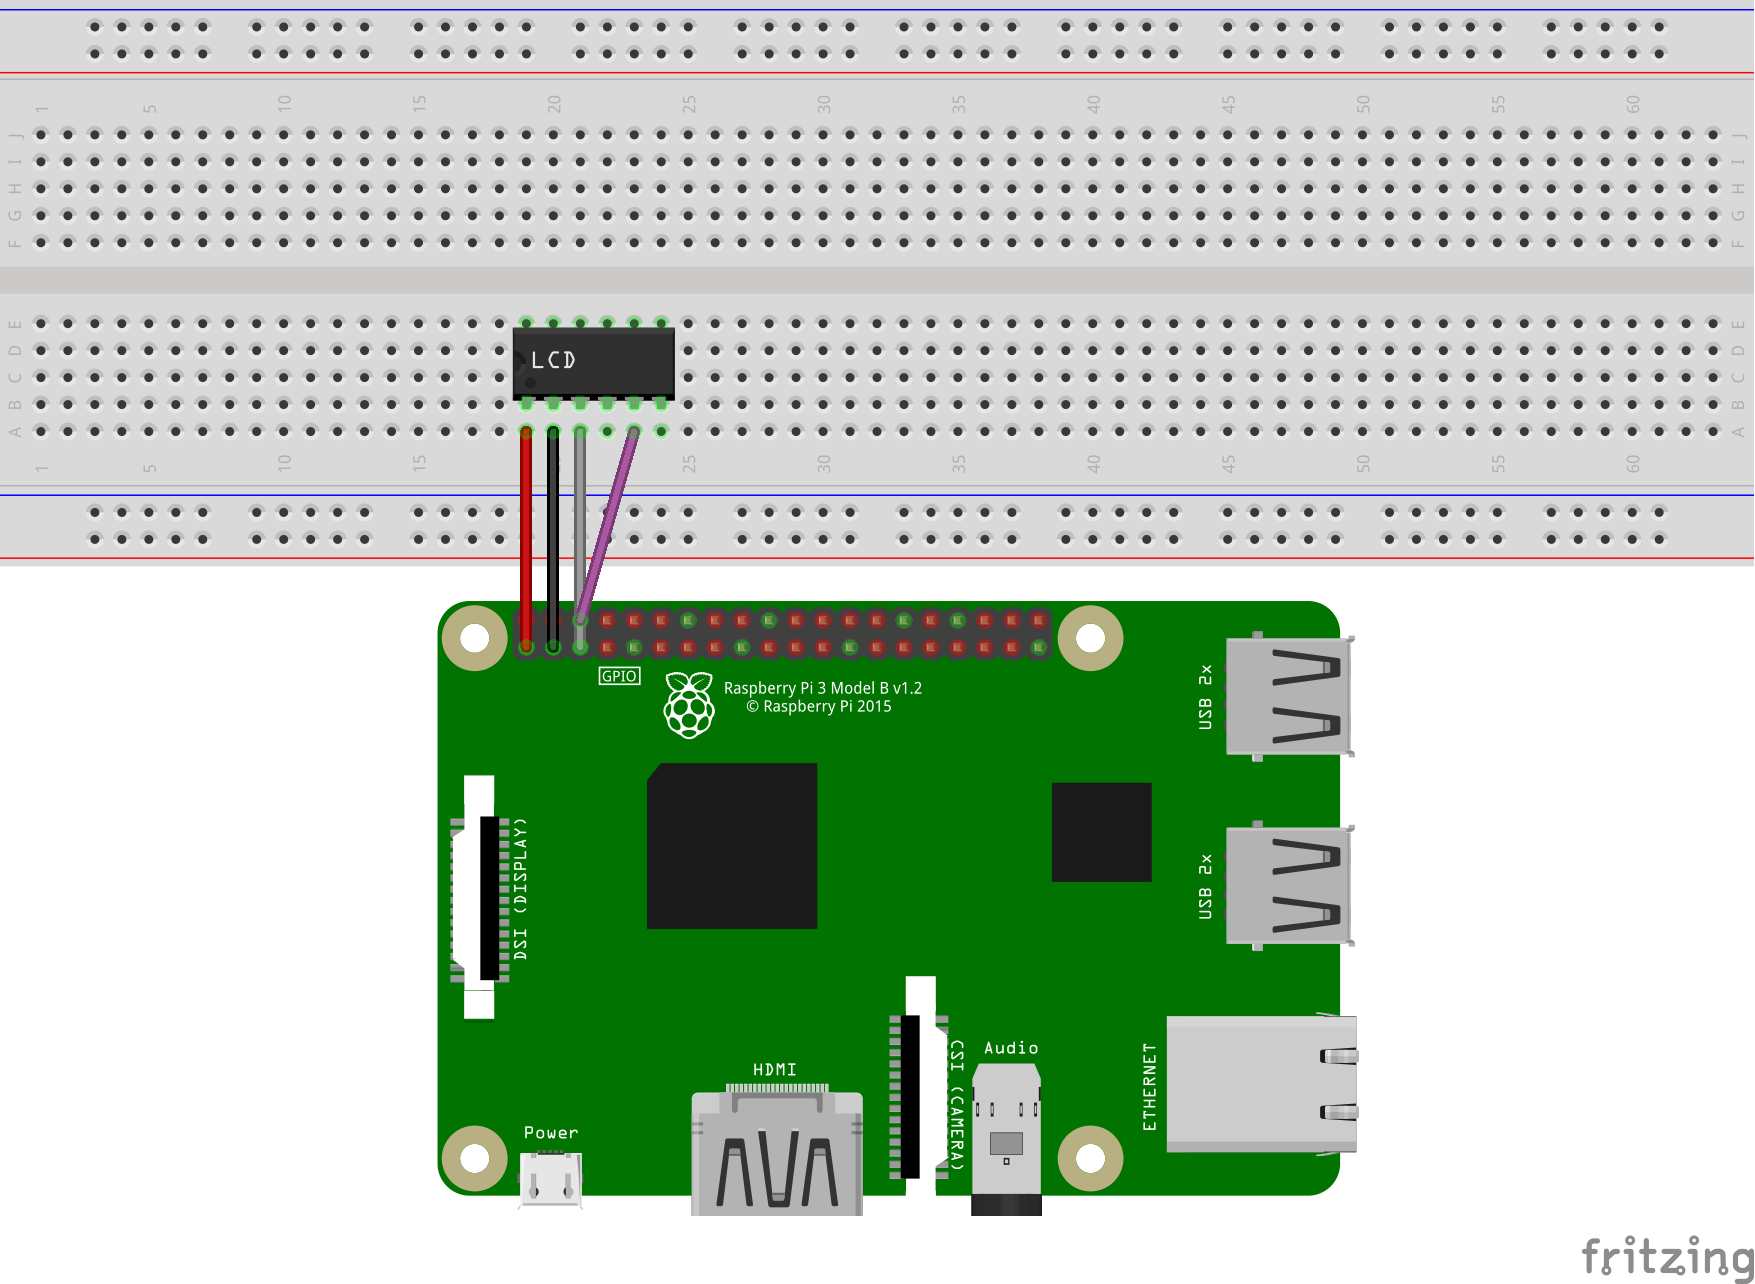 1 5 10 15 20 25 30 35 40 45 50 55 60
J J
I I
H H
G G
F F
E E
D D
C C
B B
A A
LCD
1 5 10 15 25 30 35 40 45 50 55 60
GPIO
Raspberry Pi 3 Model B v1.2
© Raspberry Pi 2015
USB 2x
USB 2x
DSI (DISPLAY)
CSI (CAMERA)
Audio
ETHERNET
HDMI
Power
fritzing